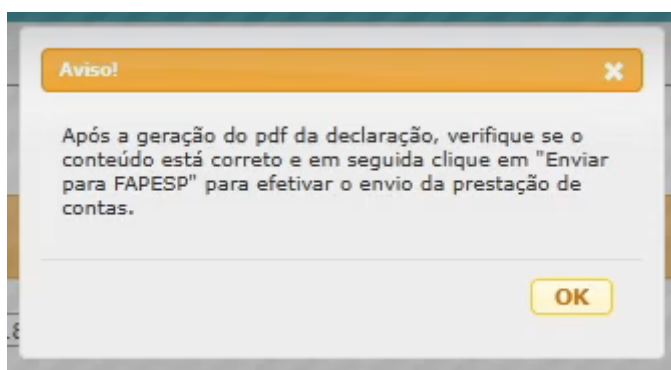 Aviso!
Após a geração do pdf da declaração, verifique se o
conteúdo está correto e em seguida clique em "Enviar
para FAPESP" para efetivar o envio da prestação de
contas.
OK